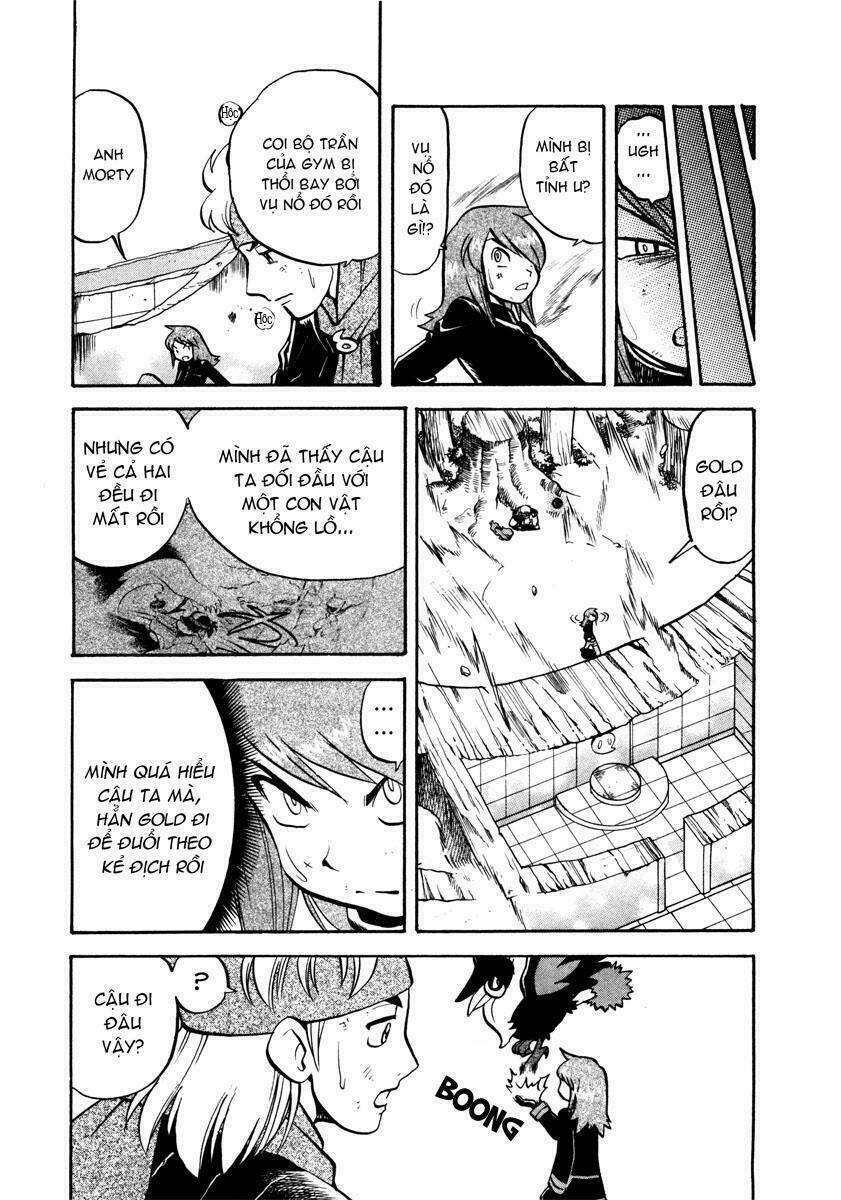 ...
UGH
...
MÌNH BỊ
BẤT
TỈNH Ư?
VỤ
NỔ
ĐÓ
LÀ
GÌ!?
Hộc
COI BỘ TRẦN
CỦA GYM BỊ
THỔI BAY BỞI
VỤ NỔ ĐÓ RỒI
ANH
MORTY
Hộc
GOLD
ĐÂU
RỒI?
MÌNH ĐÃ THẤY CẬU
TA ĐỐI ĐẦU VỚI
MỘT CON VẬT
KHỔNG LỒ...
NHƯNG CÓ
VẺ CẢ HAI
ĐỀU ĐI
MẤT RỒI
...
...
MÌNH QUÁ HIỂU
CẬU TA MÀ,
HẲN GOLD ĐI
ĐỂ ĐUỔI THEO
KẺ ĐỊCH RỒI
BOONG
?
CẬU ĐI
ĐÂU
VẬY?